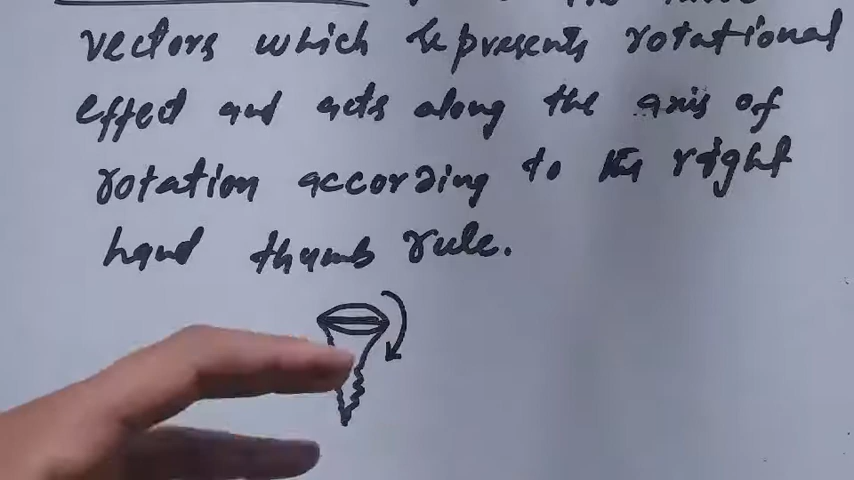 vectors which represents rotational
effect and acts along the axis of
rotation according to the right
hand thumb rule.